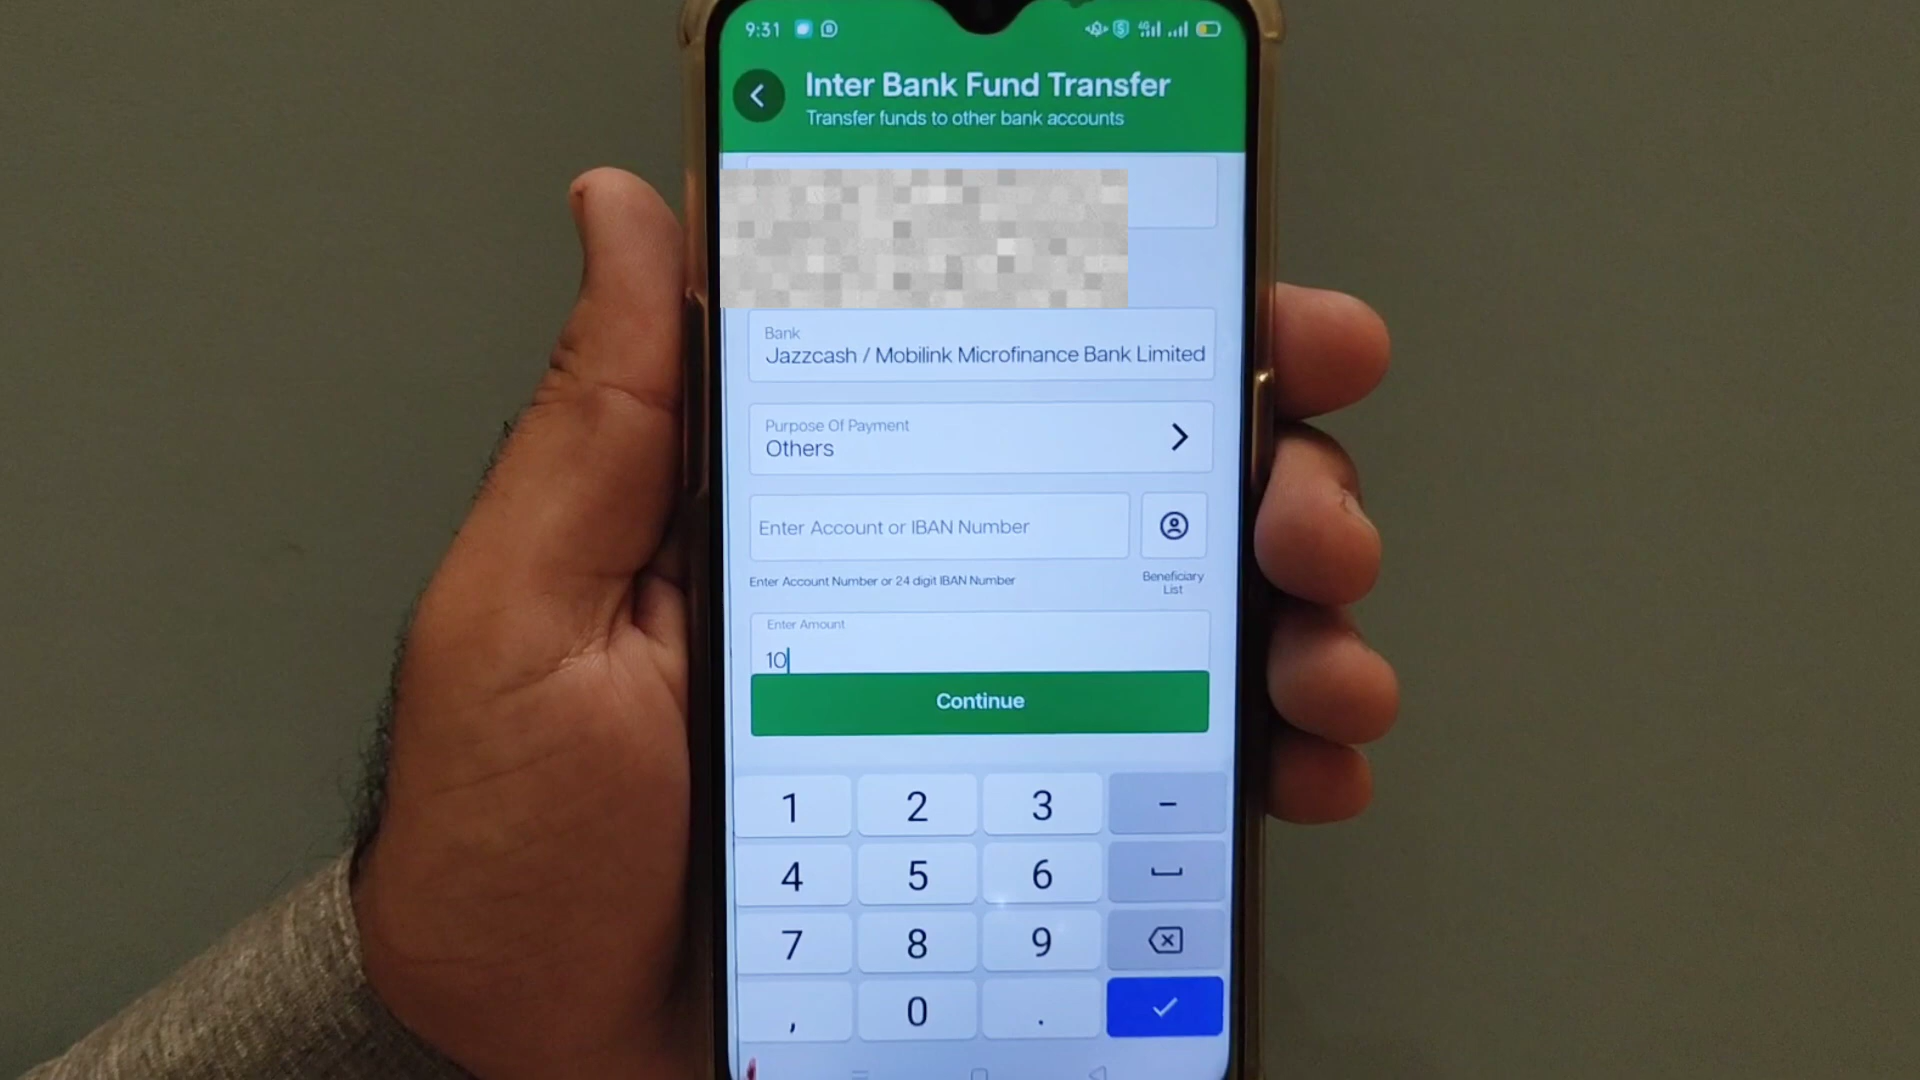 9:31
4G
Inter Bank Fund Transfer
Transfer funds to other bank accounts
Bank
Jazzcash / Mobilink Microfinance Bank Limited
Purpose Of Payment
Others
Enter Account or IBAN Number
Enter Account Number or 24 digit IBAN Number
Beneficiary
List
Enter Amount
10
Continue
1 2 3 -
4 5 6
7 8 9
, 0 .